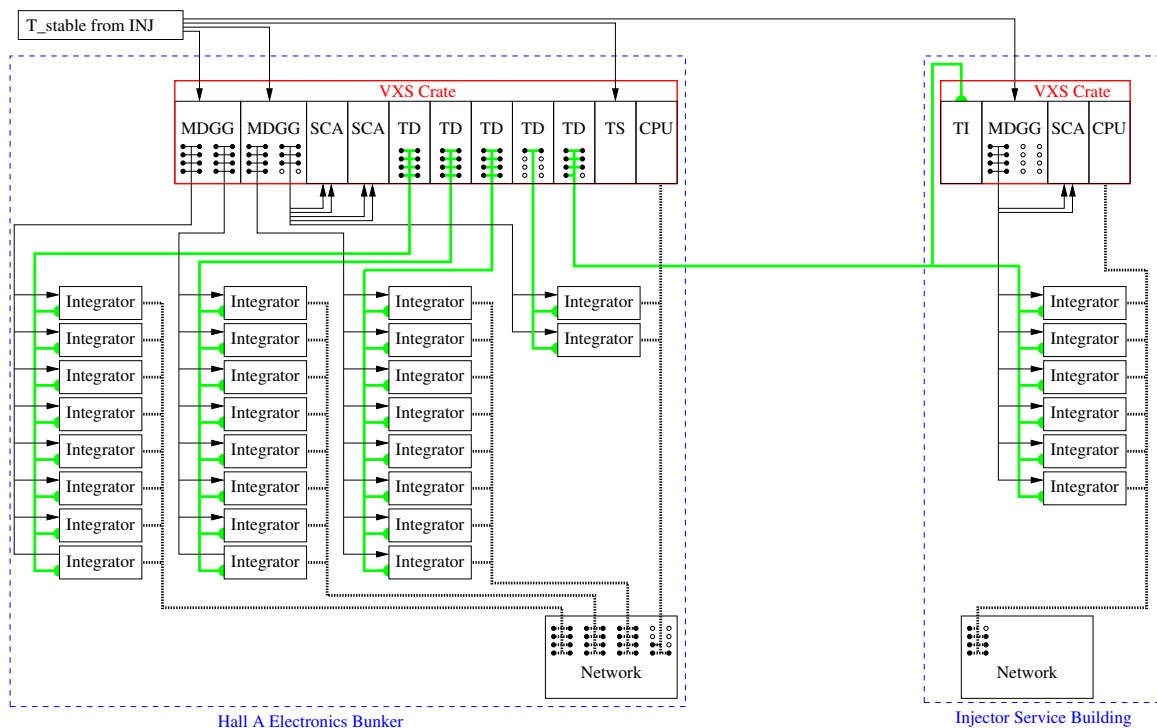 T_stable from INJ
VXS Crate
VXS Crate
MDGG MDGG SCA SCA TD TD TD TD TD TS CPU
TI MDGG SCA CPU
Integrator Integrator Integrator Integrator Integrator
Integrator Integrator Integrator Integrator Integrator
Integrator Integrator Integrator Integrator
Integrator Integrator Integrator Integrator
Integrator Integrator Integrator Integrator
Integrator Integrator Integrator Integrator
Integrator Integrator Integrator
Integrator Integrator Integrator
Network
Network
Hall A Electronics Bunker
Injector Service Building